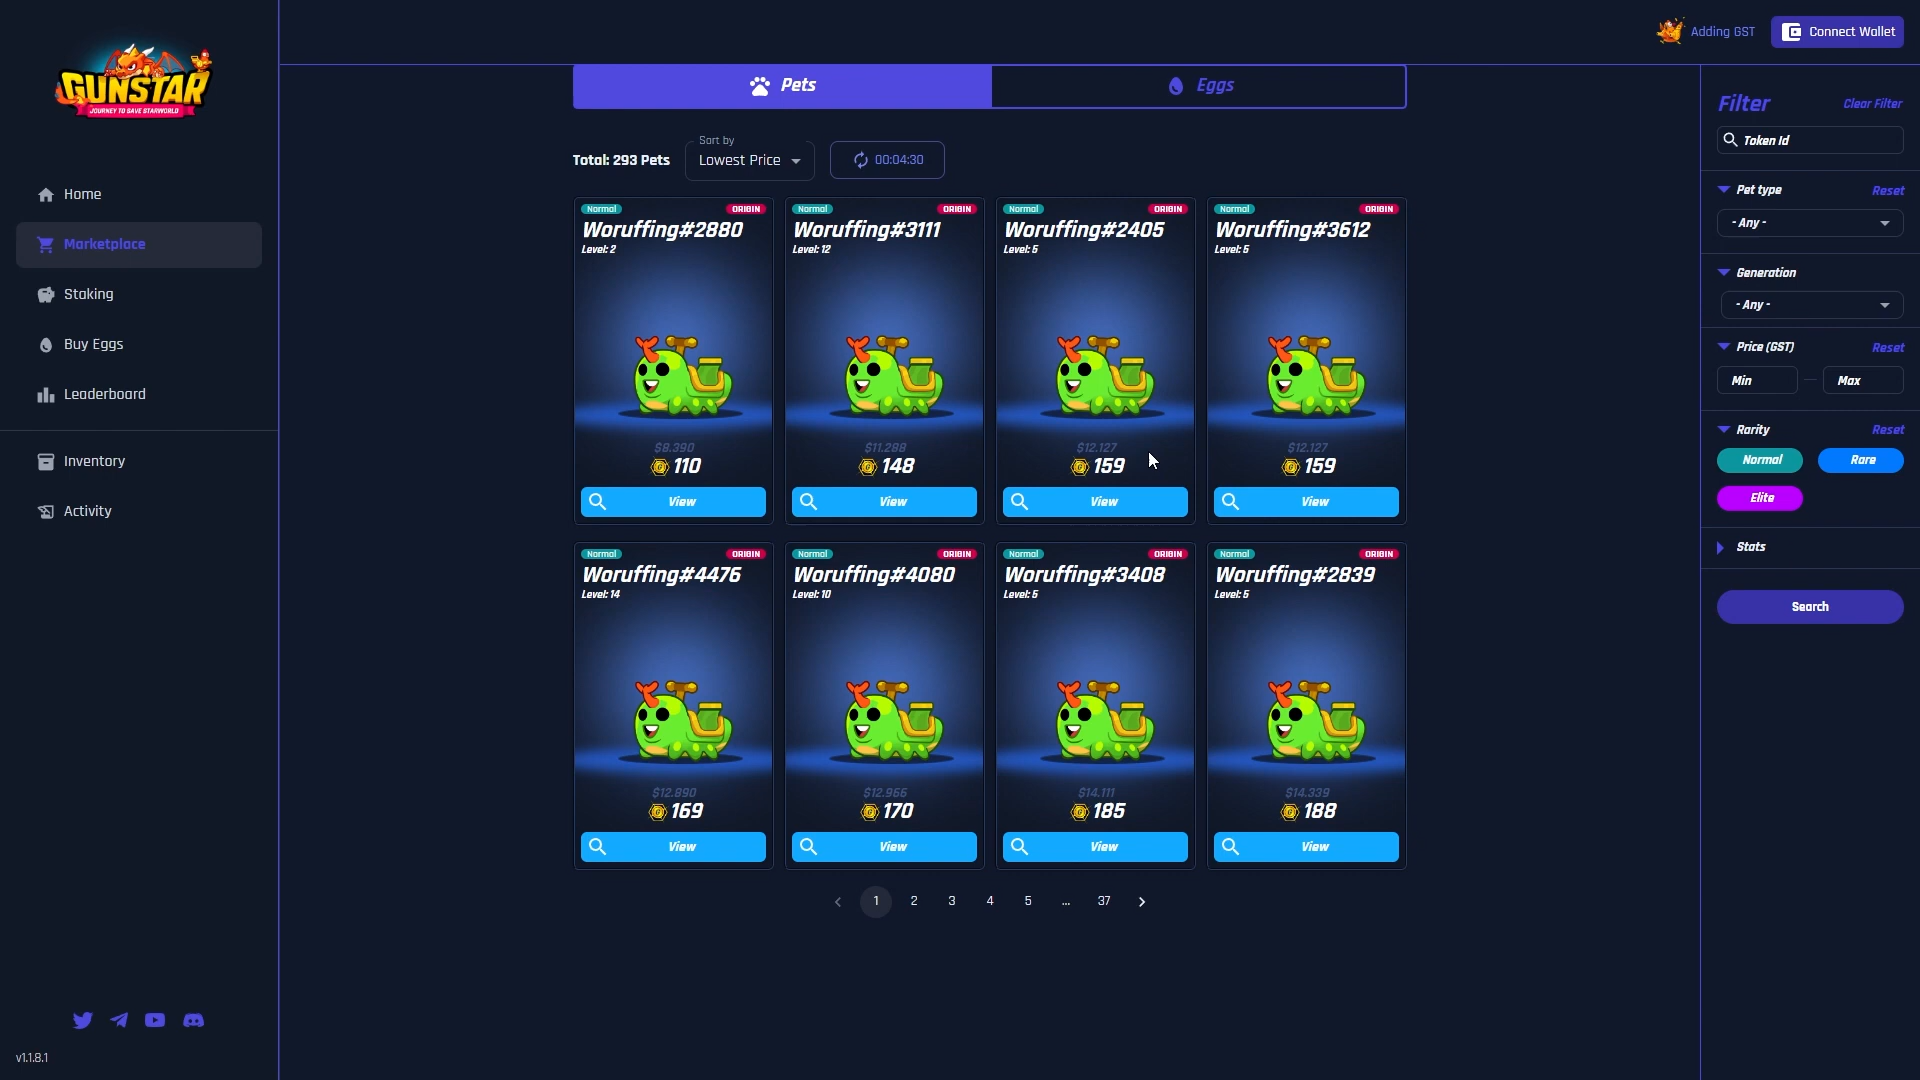 GUNSTAR
JOURNEY TO SAVE STARWORLD
Home
Marketplace
Staking
Buy Eggs
Leaderboard
Inventory
Activity
v1.1.8.1
Adding GST
Connect Wallet
Pets
Eggs
Total: 293 Pets
Sort by
Lowest Price
00:04:30
Normal
ORIGIN
Woruffing#2880
Level: 2
$8.390
110
View
Normal
ORIGIN
Woruffing#3111
Level: 12
$11.288
148
View
Normal
ORIGIN
Woruffing#2405
Level: 5
$12.127
159
View
Normal
ORIGIN
Woruffing#3612
Level: 5
$12.127
159
View
Normal
ORIGIN
Woruffing#4476
Level: 14
$12.890
169
View
Normal
ORIGIN
Woruffing#4080
Level: 10
$12.966
170
View
Normal
ORIGIN
Woruffing#3408
Level: 5
$14.111
185
View
Normal
ORIGIN
Woruffing#2839
Level: 5
$14.339
188
View
1 2 3 4 5 ... 37
Filter
Clear Filter
Token Id
Pet type
Reset
- Any -
Generation
- Any -
Price (GST)
Reset
Min
Max
Rarity
Reset
Normal
Rare
Elite
Stats
Search